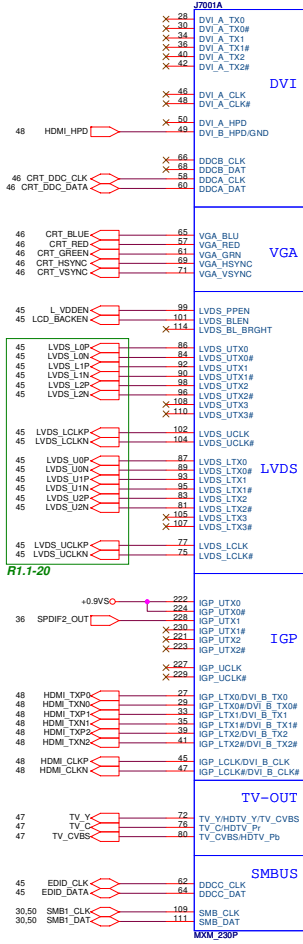 J7001A
28 DVI_A_TX0
30 DVI_A_TX0#
34 DVI_A_TX1
36 DVI_A_TX1#
40 DVI_A_TX2
42 DVI_A_TX2#
DVI
46 DVI_A_CLK
48 DVI_A_CLK#
50 DVI_A_HPD
48 HDMI_HPD 49 DVI_B_HPD/GND
66 DDCB_CLK
68 DDCB_DAT
46 CRT_DDC_CLK 58 DDCA_CLK
46 CRT_DDC_DATA 60 DDCA_DAT
46 CRT_BLUE 65 VGA_BLU
46 CRT_RED 57 VGA_RED
46 CRT_GREEN 61 VGA_GRN
VGA
46 CRT_HSYNC 69 VGA_HSYNC
46 CRT_VSYNC 71 VGA_VSYNC
45 L_VDDEN 99 LVDS_PPEN
45 LCD_BACKEN 101 LVDS_BLEN
114 LVDS_BL_BRGHT
45 LVDS_L0P 86 LVDS_UTX0
45 LVDS_L0N 84 LVDS_UTX0#
45 LVDS_L1P 92 LVDS_UTX1
45 LVDS_L1N 90 LVDS_UTX1#
45 LVDS_L2P 98 LVDS_UTX2
45 LVDS_L2N 96 LVDS_UTX2#
108 LVDS_UTX3
110 LVDS_UTX3#
45 LVDS_LCLKP 102 LVDS_UCLK
45 LVDS_LCLKN 104 LVDS_UCLK#
45 LVDS_U0P 87 LVDS_LTX0
45 LVDS_U0N 89 LVDS_LTX0#
LVDS
45 LVDS_U1P 93 LVDS_LTX1
45 LVDS_U1N 95 LVDS_LTX1#
45 LVDS_U2P 83 LVDS_LTX2
45 LVDS_U2N 81 LVDS_LTX2#
105 LVDS_LTX3
107 LVDS_LTX3#
45 LVDS_UCLKP 77 LVDS_LCLK
45 LVDS_UCLKN 75 LVDS_LCLK#
R1.1-20
+0.9VS 222 IGP_UTX0
224 IGP_UTX0#
36 SPDIF2_OUT 228 IGP_UTX1
230 IGP_UTX1#
221 IGP_UTX2
223 IGP_UTX2#
IGP
227 IGP_UCLK
229 IGP_UCLK#
48 HDMI_TXP0 27 IGP_LTX0/DVI_B_TX0
48 HDMI_TXN0 29 IGP_LTX0#/DVI_B_TX0#
48 HDMI_TXP1 33 IGP_LTX1/DVI_B_TX1
48 HDMI_TXN1 35 IGP_LTX1#/DVI_B_TX1#
48 HDMI_TXP2 39 IGP_LTX2/DVI_B_TX2
48 HDMI_TXN2 41 IGP_LTX2#/DVI_B_TX2#
48 HDMI_CLKP 45 IGP_LCLK/DVI_B_CLK
48 HDMI_CLKN 47 IGP_LCLK#/DVI_B_CLK#
TV-OUT
47 TV_Y 72 TV_Y/HDTV_Y/TV_CVBS
47 TV_C 76 TV_C/HDTV_Pr
47 TV_CVBS 80 TV_CVBS/HDTV_Pb
SMBUS
45 EDID_CLK 62 DDCC_CLK
45 EDID_DATA 64 DDCC_DAT
30,50 SMB1_CLK 109 SMB_CLK
30,50 SMB1_DAT 111 SMB_DAT
MXM_230P